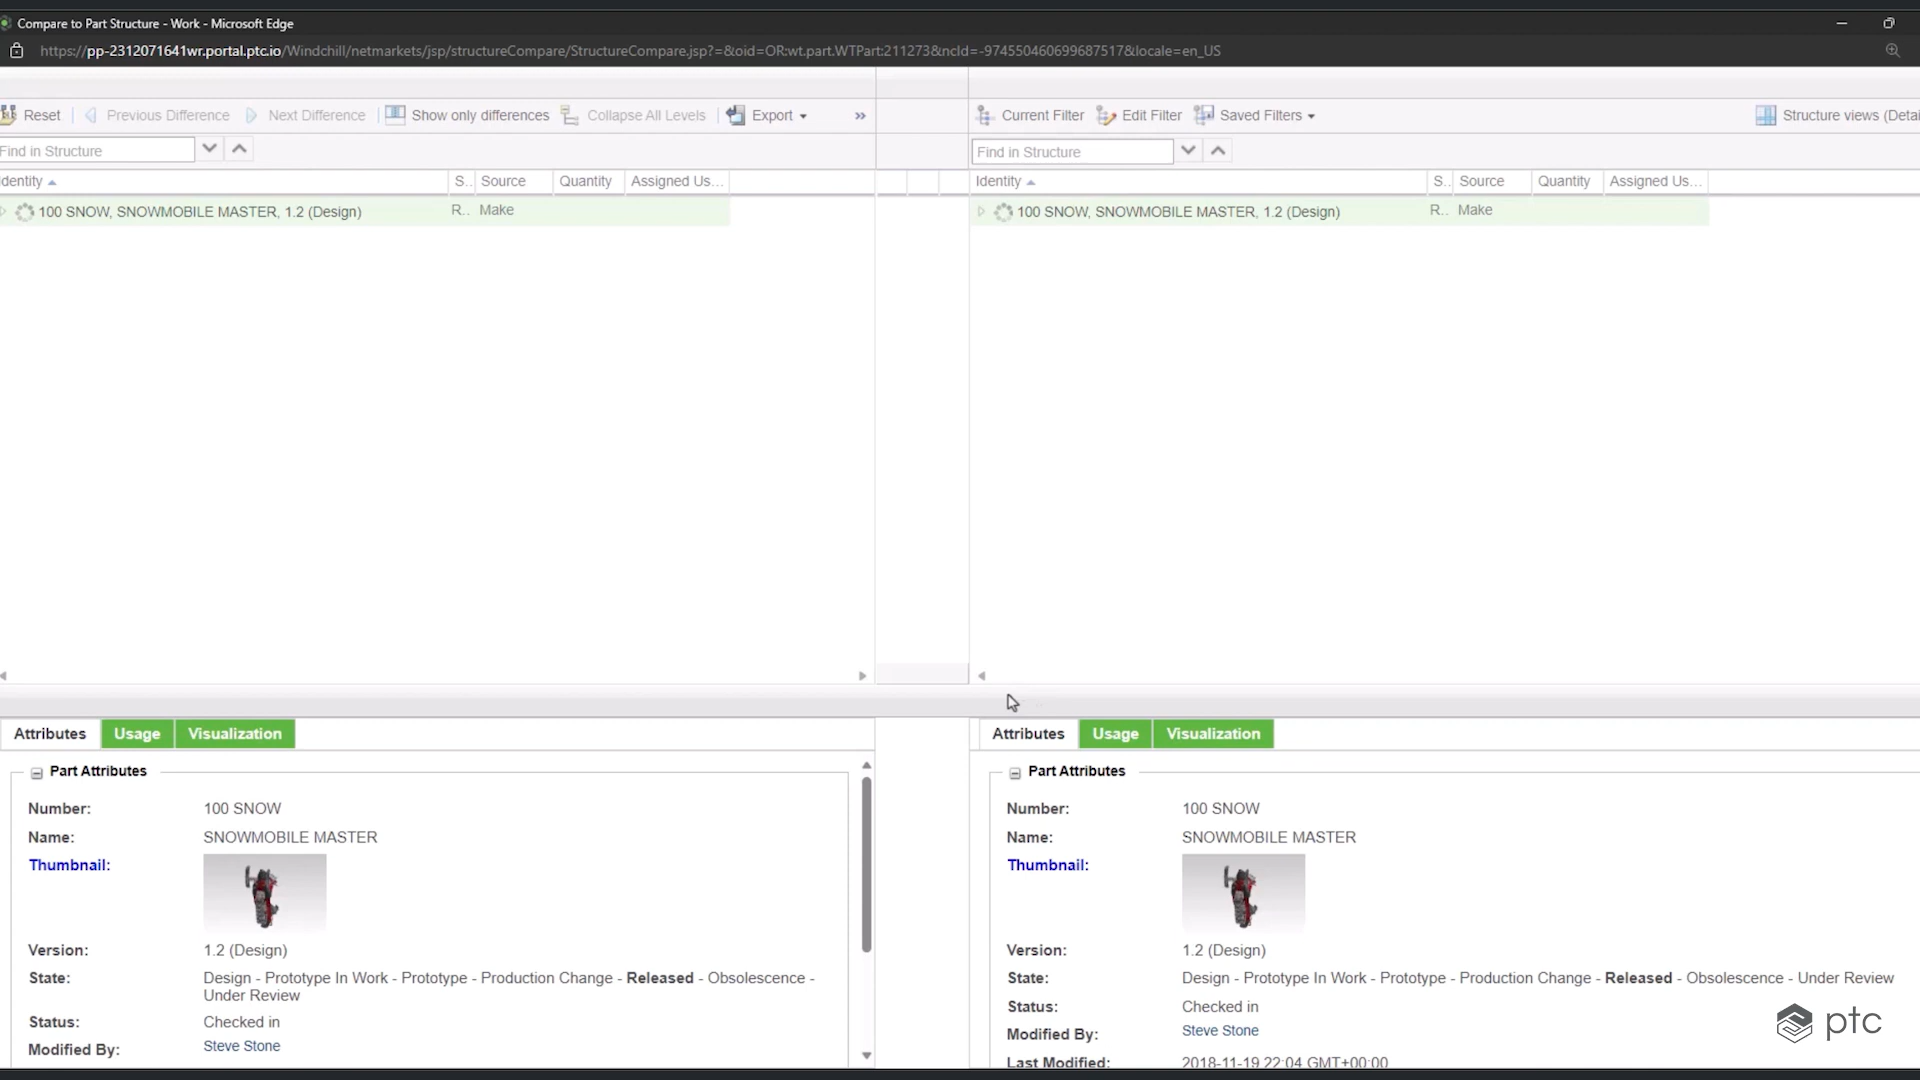 Compare to Part Structure - Work - Microsoft Edge
https://pp-2312071641wr.portal.ptc.io/Windchill/netmarkets/jsp/structureCompare/StructureCompare.jsp?=&oid=OR:wt.part.WTPart:211273&ncId=-974550460699687517&locale=en_US
Reset Previous Difference Next Difference Show only differences Collapse All Levels Export »
Current Filter Edit Filter Saved Filters Structure views (Detai
Find in Structure
Find in Structure
dentity S.. Source Quantity Assigned Us...
Identity S.. Source Quantity Assigned Us...
100 SNOW, SNOWMOBILE MASTER, 1.2 (Design) R.. Make
100 SNOW, SNOWMOBILE MASTER, 1.2 (Design) R.. Make
Attributes Usage Visualization
Part Attributes
Number: 100 SNOW
Name: SNOWMOBILE MASTER
Thumbnail:
Version: 1.2 (Design)
State: Design - Prototype In Work - Prototype - Production Change - Released - Obsolescence -
Under Review
Status: Checked in
Modified By: Steve Stone
Attributes Usage Visualization
Part Attributes
Number: 100 SNOW
Name: SNOWMOBILE MASTER
Thumbnail:
Version: 1.2 (Design)
State: Design - Prototype In Work - Prototype - Production Change - Released - Obsolescence - Under Review
Status: Checked in
Modified By: Steve Stone
Last Modified: 2018-11-19 22:04 GMT+00:00
ptc